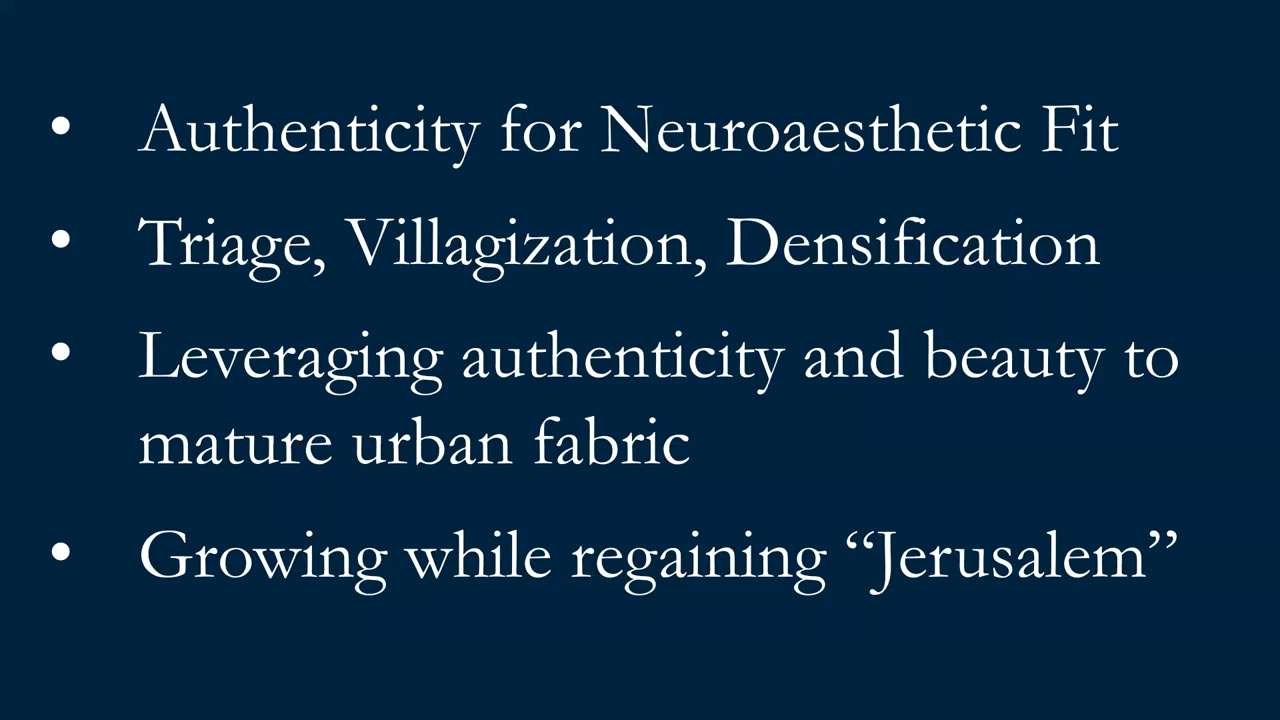 • Authenticity for Neuroaesthetic Fit
• Triage, Villagization, Densification
• Leveraging authenticity and beauty to
mature urban fabric
• Growing while regaining “Jerusalem”